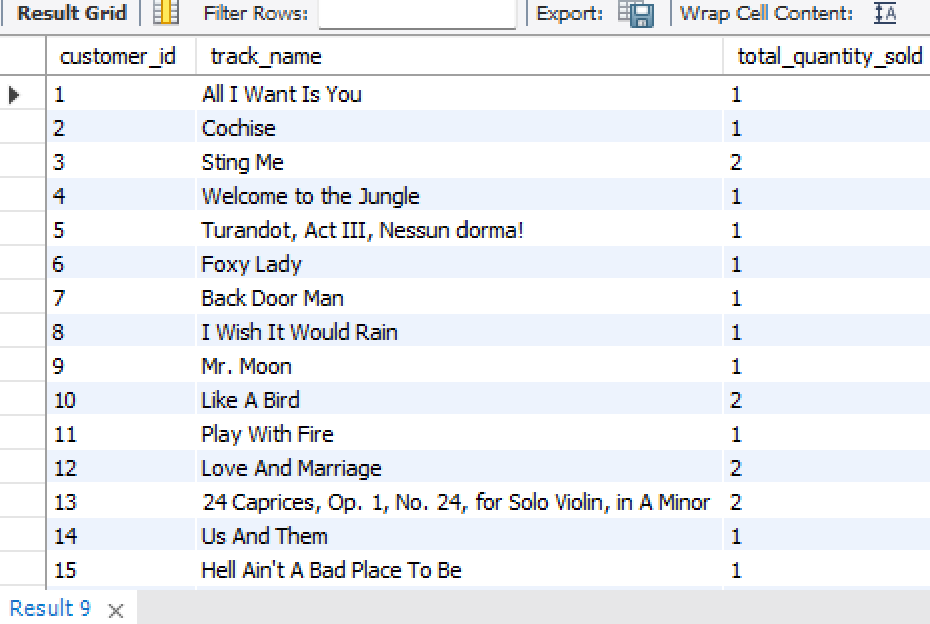 Result Grid Filter Rows: Export: Wrap Cell Content: IA
customer_id track_name total_quantity_sold
1 All I Want Is You 1
2 Cochise 1
3 Sting Me 2
4 Welcome to the Jungle 1
5 Turandot, Act III, Nessun dorma! 1
6 Foxy Lady 1
7 Back Door Man 1
8 I Wish It Would Rain 1
9 Mr. Moon 1
10 Like A Bird 2
11 Play With Fire 1
12 Love And Marriage 2
13 24 Caprices, Op. 1, No. 24, for Solo Violin, in A Minor 2
14 Us And Them 1
15 Hell Ain't A Bad Place To Be 1
Result 9